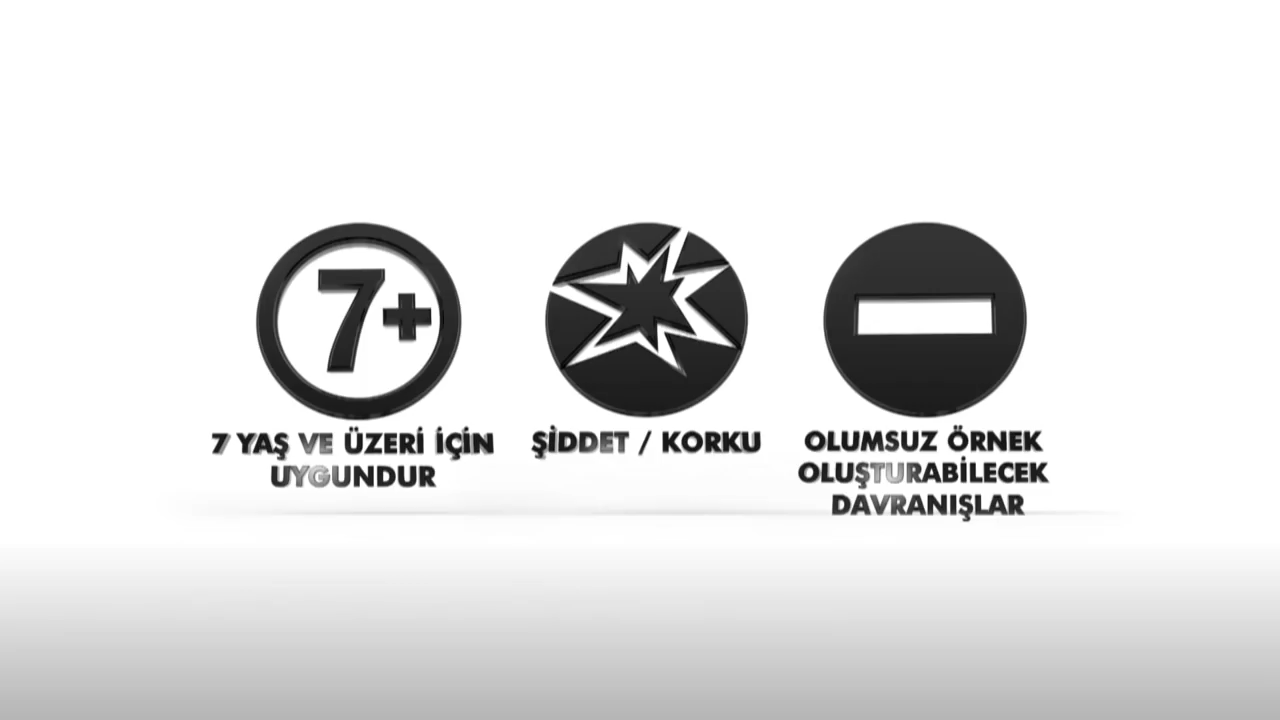 7+
7 YAŞ VE ÜZERİ İÇİN
UYGUNDUR
ŞİDDET / KORKU
OLUMSUZ ÖRNEK
OLUŞTURABİLECEK
DAVRANIŞLAR